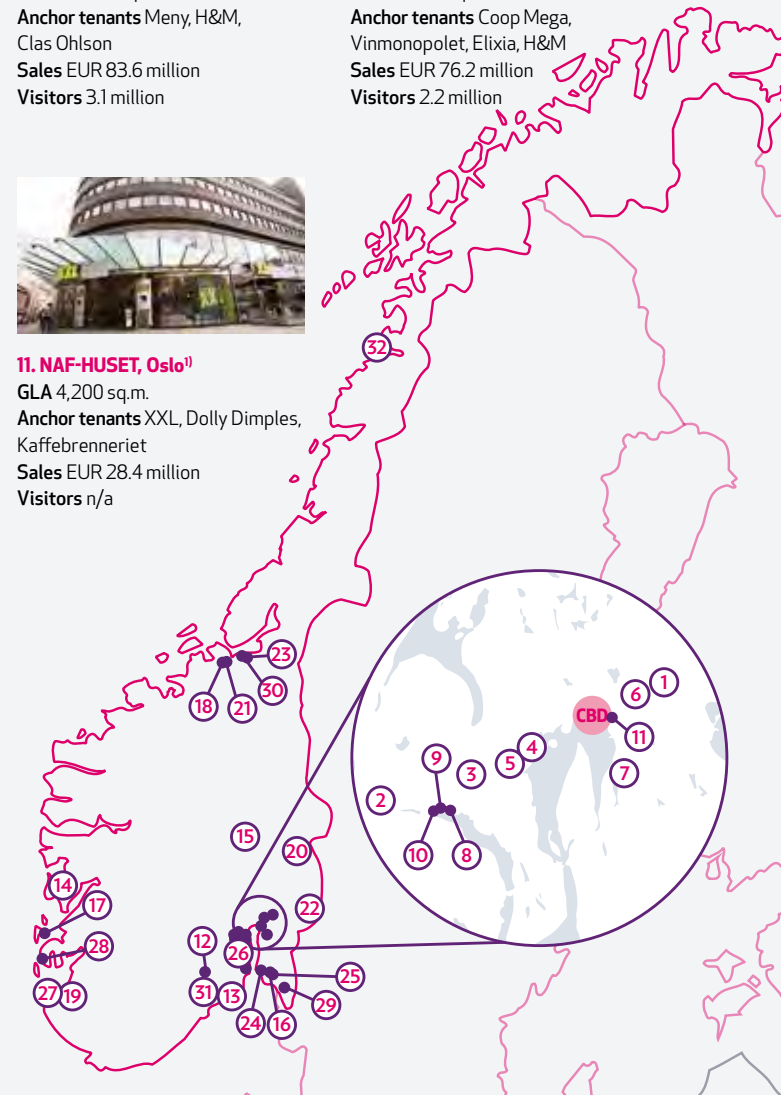 Anchor tenants Meny, H&M,
Clas Ohlson
Sales EUR 83.6 million
Visitors 3.1 million
Anchor tenants Coop Mega,
Vinmonopolet, Elixia, H&M
Sales EUR 76.2 million
Visitors 2.2 million
11. NAF-HUSET, Oslo1)
GLA 4,200 sq.m.
Anchor tenants XXL, Dolly Dimples,
Kaffebrenneriet
Sales EUR 28.4 million
Visitors n/a
32
23
30
18
21
1
6
CBD
11
4
5
7
9
3
2
10
8
15
20
14
17
22
12
28
26
25
27
19
31
13
29
24
16